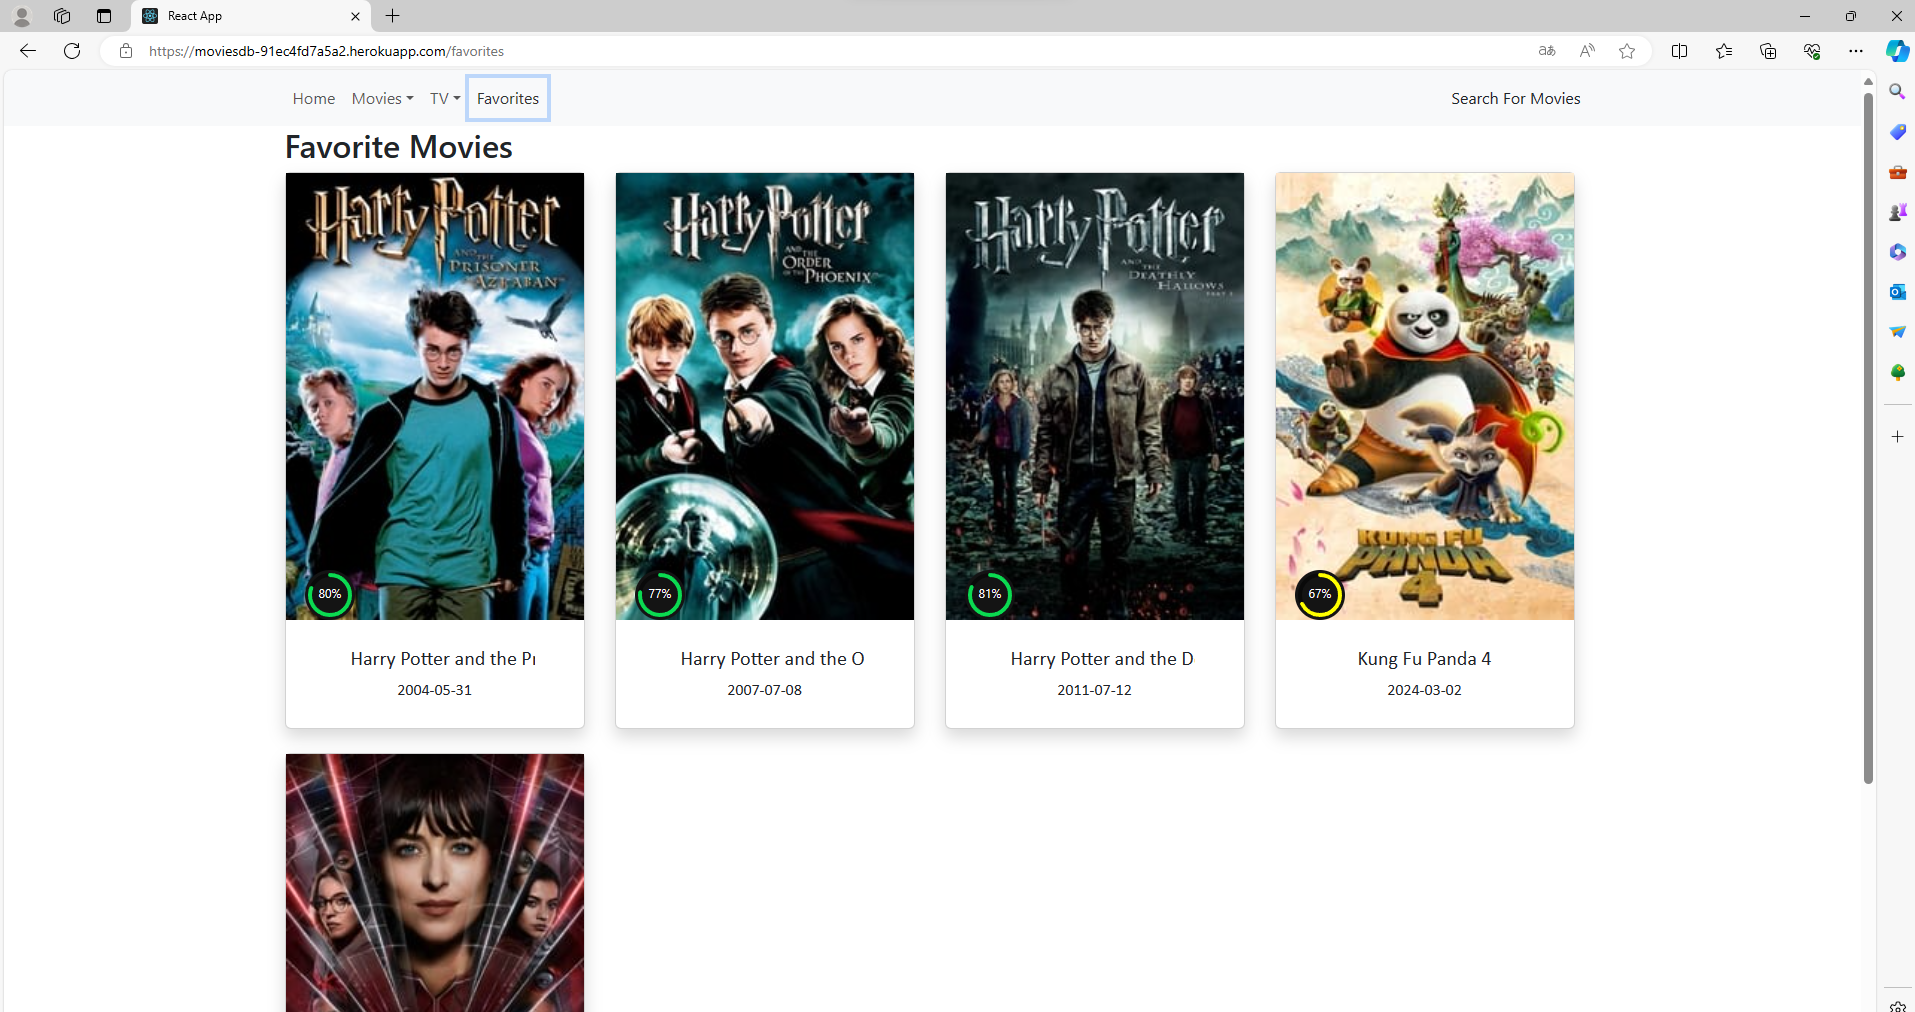 React App
https://moviesdb-91ec4fd7a5a2.herokuapp.com/favorites
Home Movies TV Favorites Search For Movies
Favorite Movies
Harry Potter
AND THE
PRISONER
OF AZKABAN
80%
Harry Potter and the Pr
2004-05-31
Harry Potter
AND THE
ORDER
OF THE PHOENIX
77%
Harry Potter and the O
2007-07-08
Harry Potter
AND THE
DEATHLY
HALLOWS
81%
Harry Potter and the D
2011-07-12
KUNG FU
PANDA
4
67%
Kung Fu Panda 4
2024-03-02